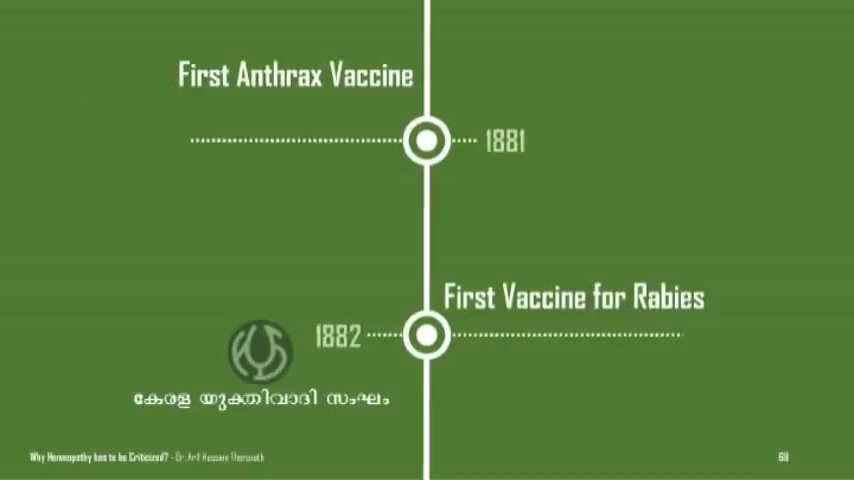 First Anthrax Vaccine
1881
First Vaccine for Rabies
1882
KYS
കേരള യുക്തിവാദി സംഘം
Why Homeopathy has to be Criticized? - Dr. Arif Hussain Theruvath
69